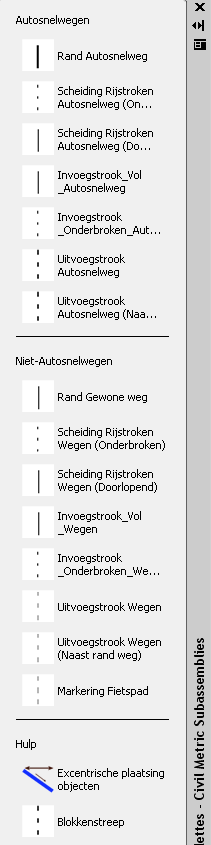 Autosnelwegen
Rand Autosnelweg
Scheiding Rijstroken
Autosnelweg (On...
Scheiding Rijstroken
Autosnelweg (Do...
Invoegstrook_Vol
_Autosnelweg
Invoegstrook
_Onderbroken_Aut...
Uitvoegstrook
Autosnelweg
Uitvoegstrook
Autosnelweg (Naa...
Niet-Autosnelwegen
Rand Gewone weg
Scheiding Rijstroken
Wegen (Onderbroken)
Scheiding Rijstroken
Wegen (Doorlopend)
Invoegstrook_Vol
_Wegen
Invoegstrook
_Onderbroken_We...
Uitvoegstrook Wegen
Uitvoegstrook Wegen
(Naast rand weg)
Markering Fietspad
Hulp
Excentrische plaatsing
objecten
Blokkenstreep
lettes - Civil Metric Subassemblies